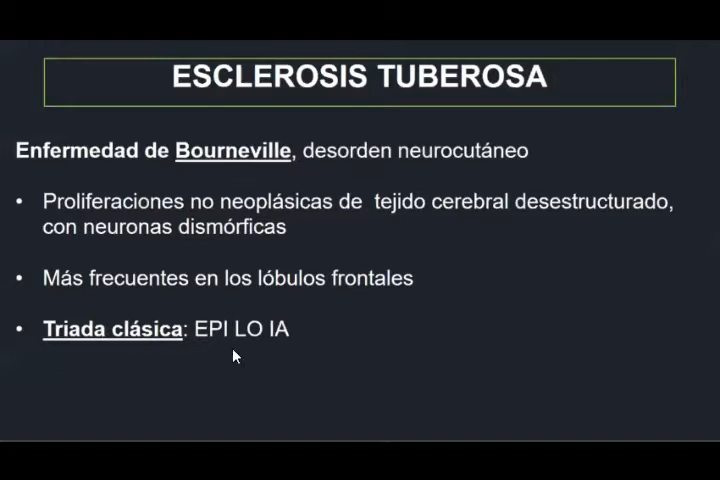 ESCLEROSIS TUBEROSA
Enfermedad de Bourneville, desorden neurocutáneo
• Proliferaciones no neoplásicas de tejido cerebral desestructurado,
con neuronas dismórficas
• Más frecuentes en los lóbulos frontales
• Triada clásica: EPI LO IA